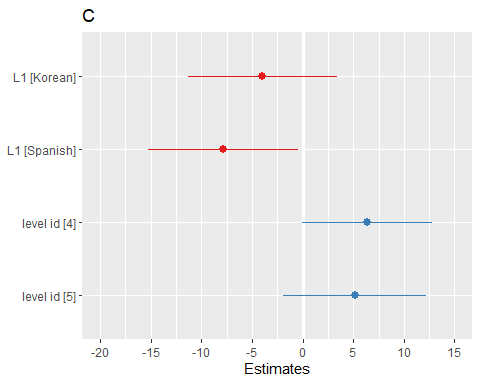 C
L1 [Korean]
L1 [Spanish]
level id [4]
level id [5]
-20 -15 -10 -5 0 5 10 15
Estimates